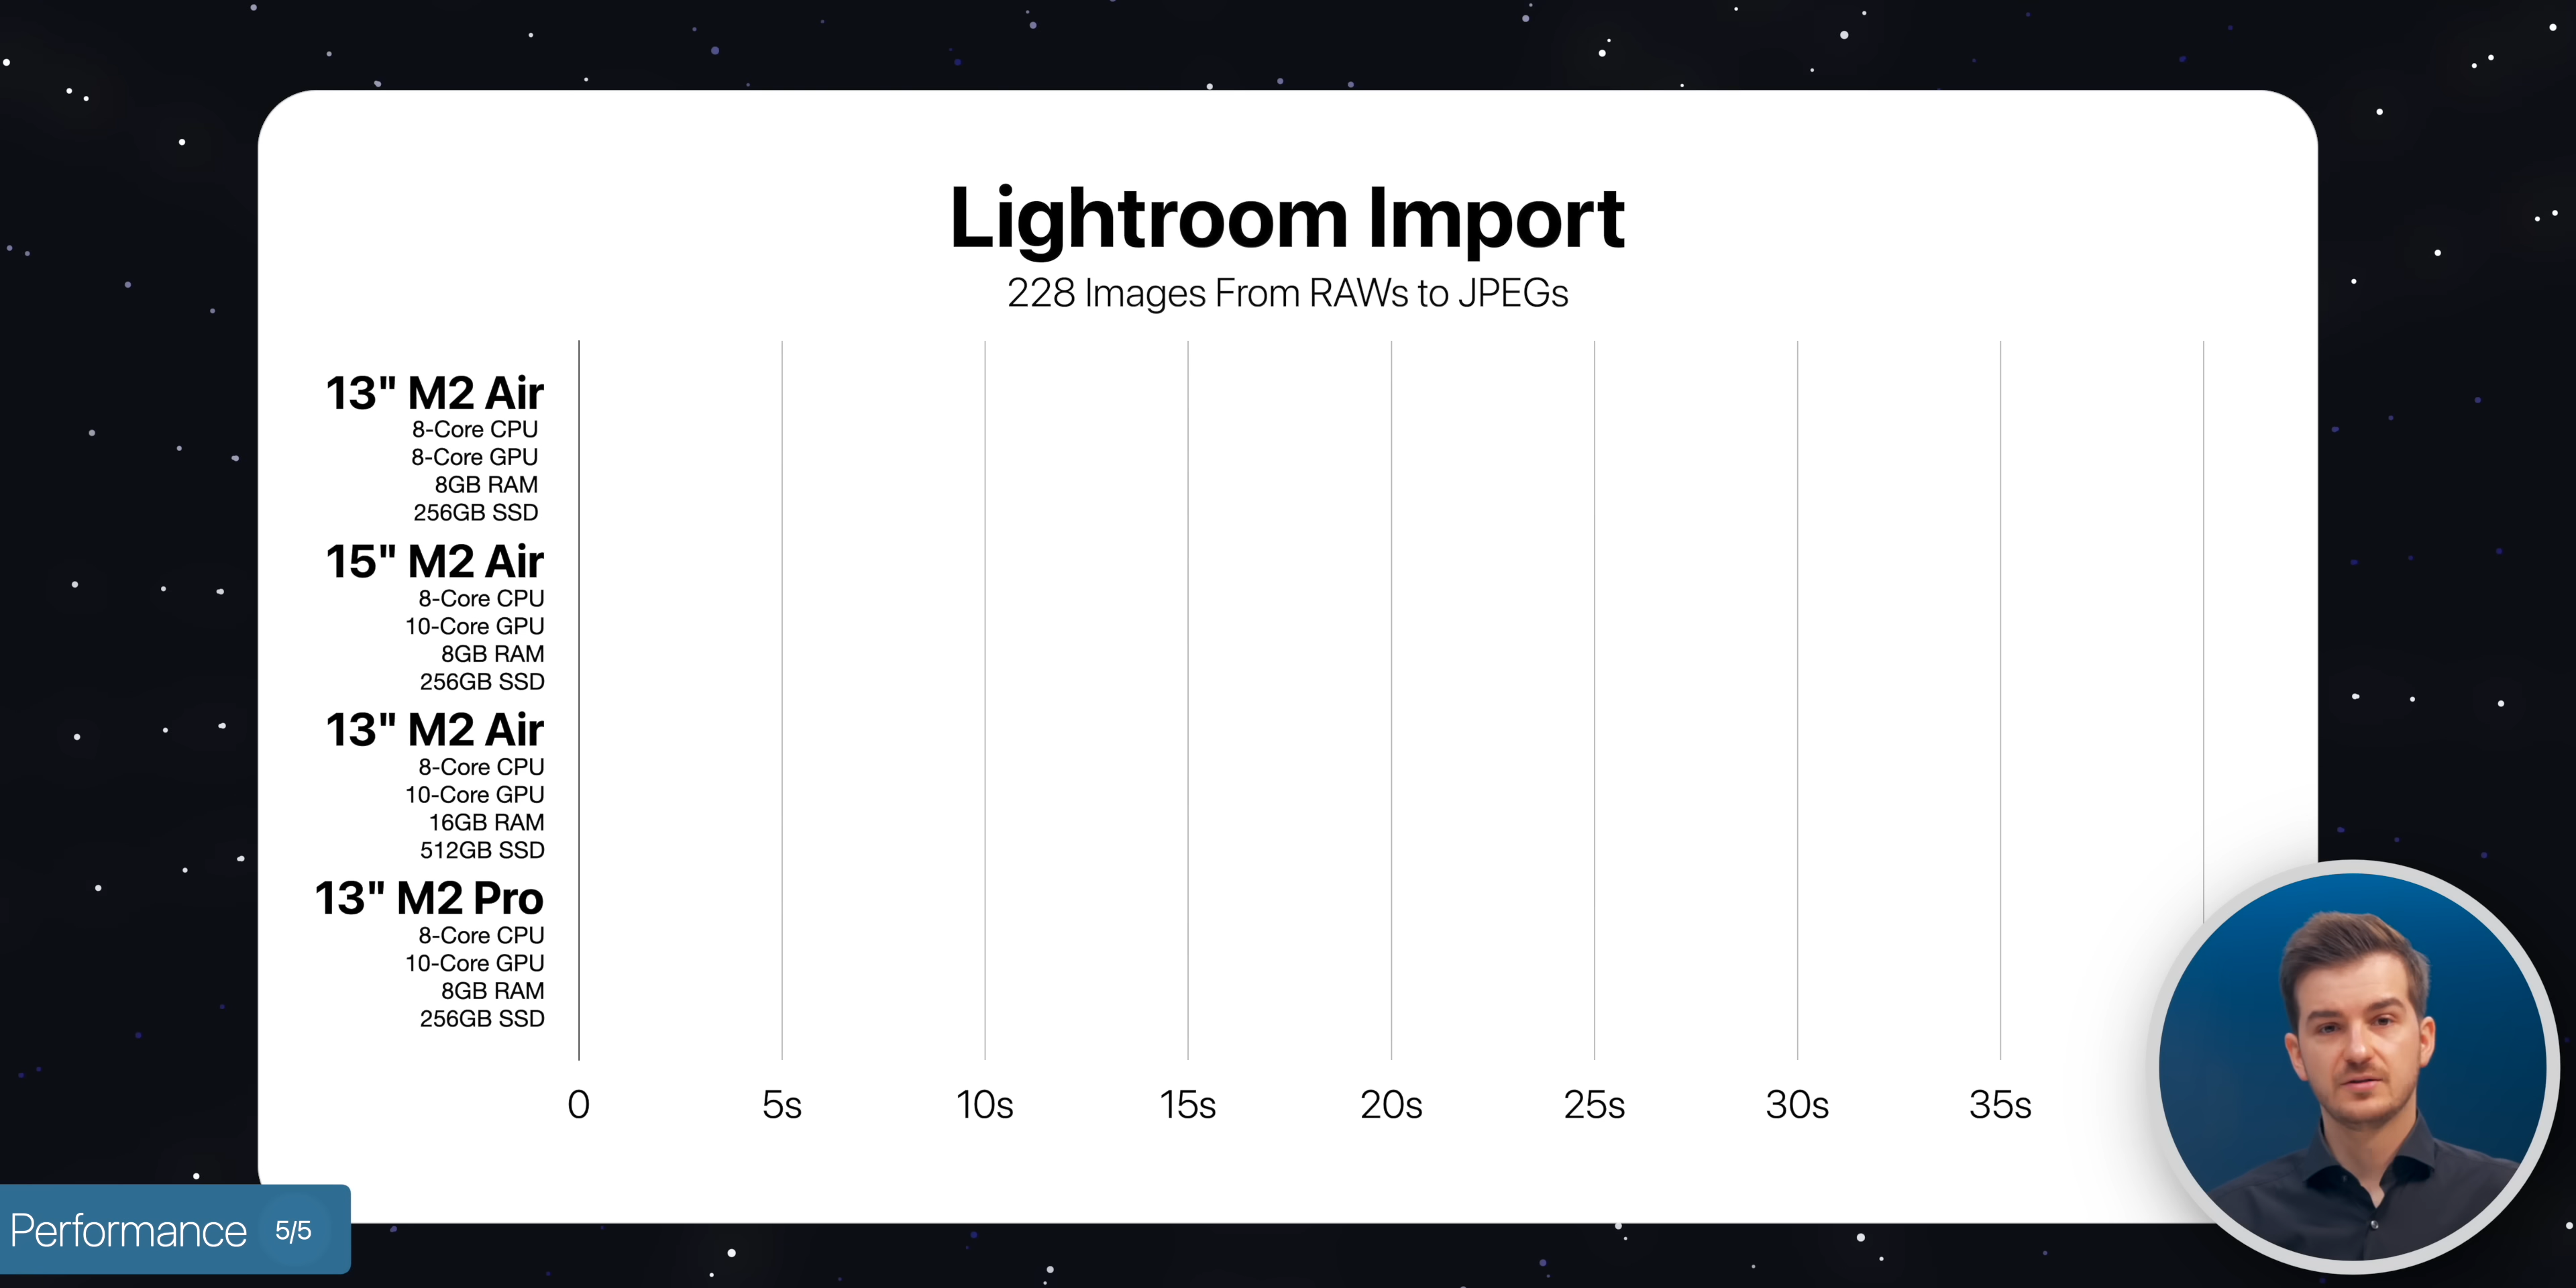 Lightroom Import
228 Images From RAWs to JPEGs
13" M2 Air
8-Core CPU
8-Core GPU
8GB RAM
256GB SSD
15" M2 Air
8-Core CPU
10-Core GPU
8GB RAM
256GB SSD
13" M2 Air
8-Core CPU
10-Core GPU
16GB RAM
512GB SSD
13" M2 Pro
8-Core CPU
10-Core GPU
8GB RAM
256GB SSD
0 5s 10s 15s 20s 25s 30s 35s
Performance 5/5